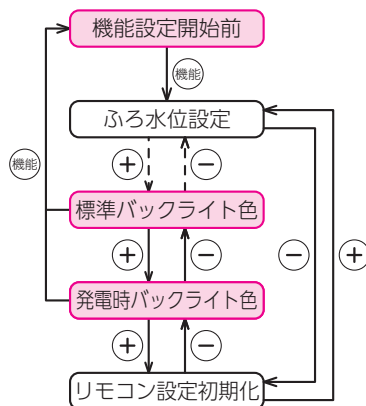 機能設定開始前
機能
ふろ水位設定
+ −
機能
標準バックライト色
+ − − +
発電時バックライト色
+ −
リモコン設定初期化